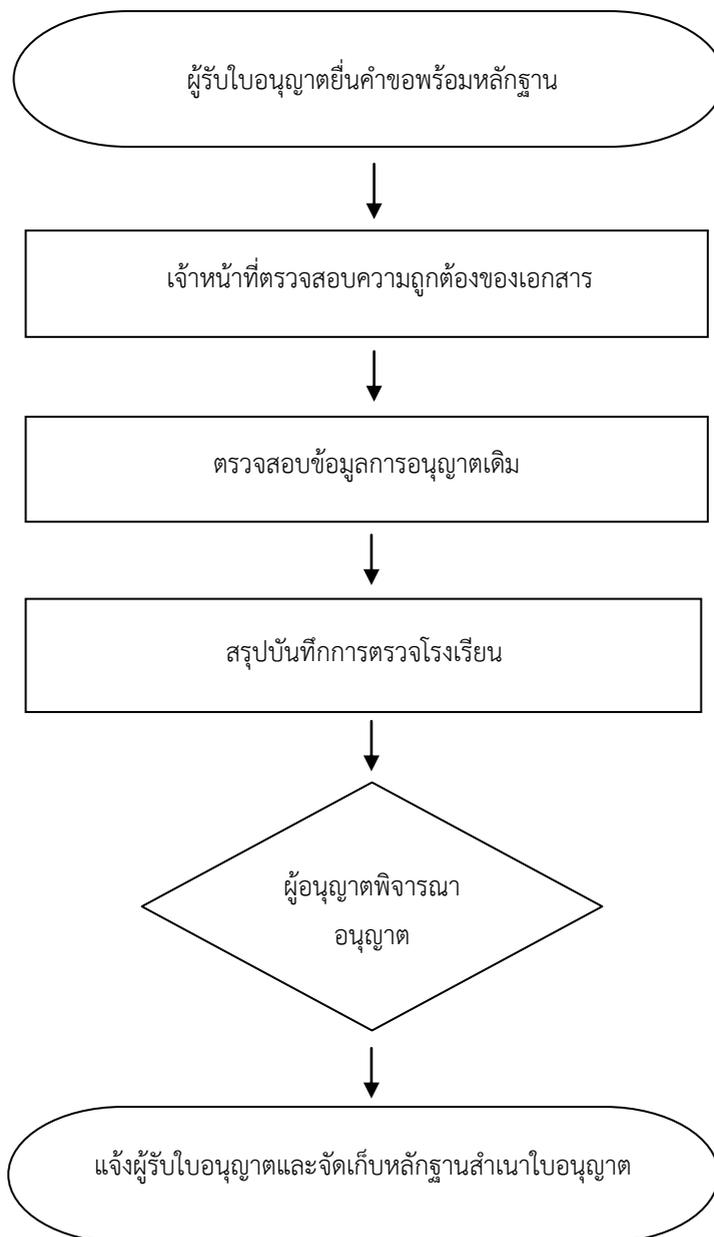 ผู้รับใบอนุญาตยื่นคำขอพร้อมหลักฐาน
เจ้าหน้าที่ตรวจสอบความถูกต้องของเอกสาร
ตรวจสอบข้อมูลการอนุญาตเดิม
สรุปบันทึกการตรวจโรงเรียน
ผู้อนุญาตพิจารณา
อนุญาต
แจ้งผู้รับใบอนุญาตและจัดเก็บหลักฐานสำเนาใบอนุญาต